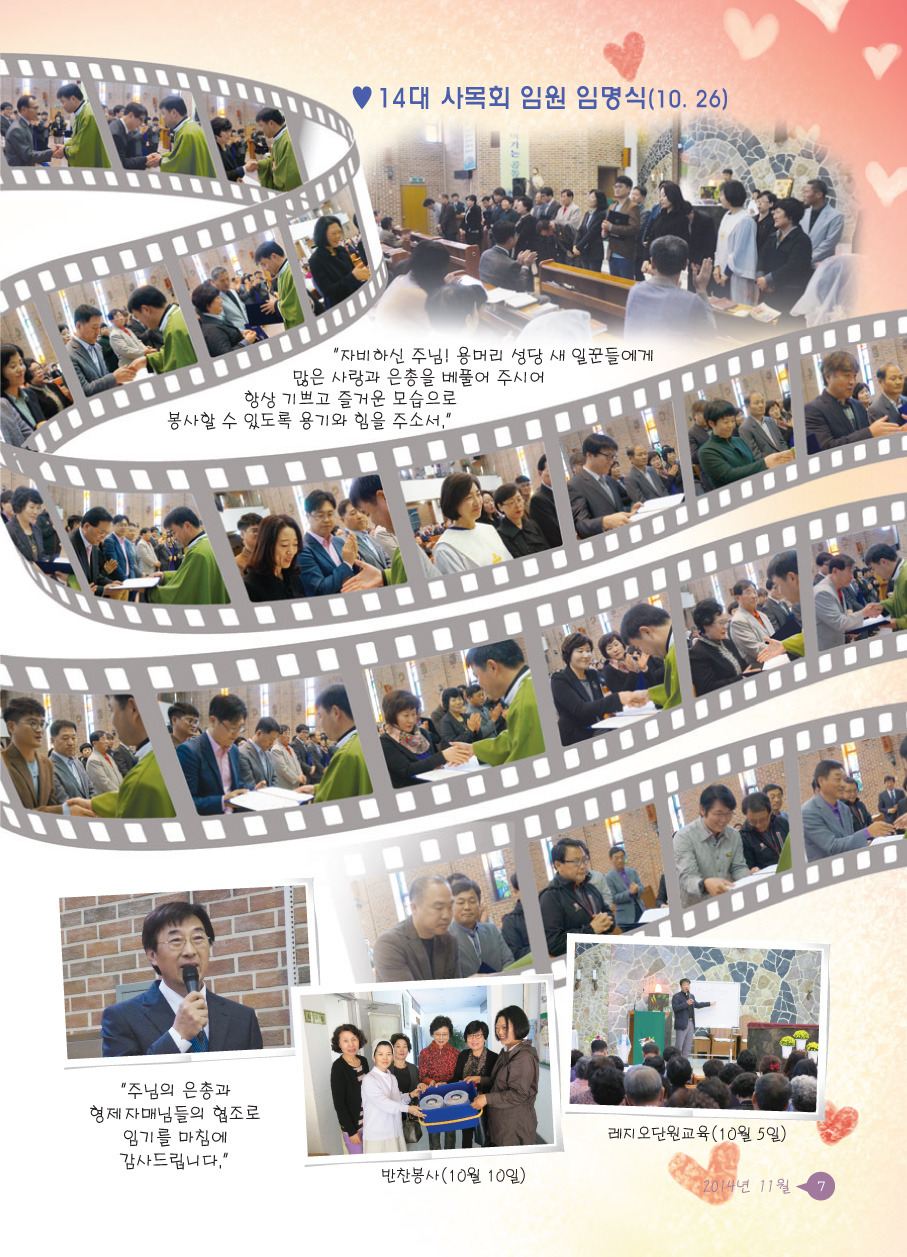 ♥ 14대 사목회 임원 임명식(10. 26)
"자비하신 주님! 용머리 성당 새 일꾼들에게
많은 사랑과 은총을 베풀어 주시어
항상 기쁘고 즐거운 모습으로
봉사할 수 있도록 용기와 힘을 주소서."
"주님의 은총과
형제자매님들의 협조로
임기를 마침에
감사드립니다."
반찬봉사(10월 10일)
레지오단원교육(10월 5일)
2014년 11월 7